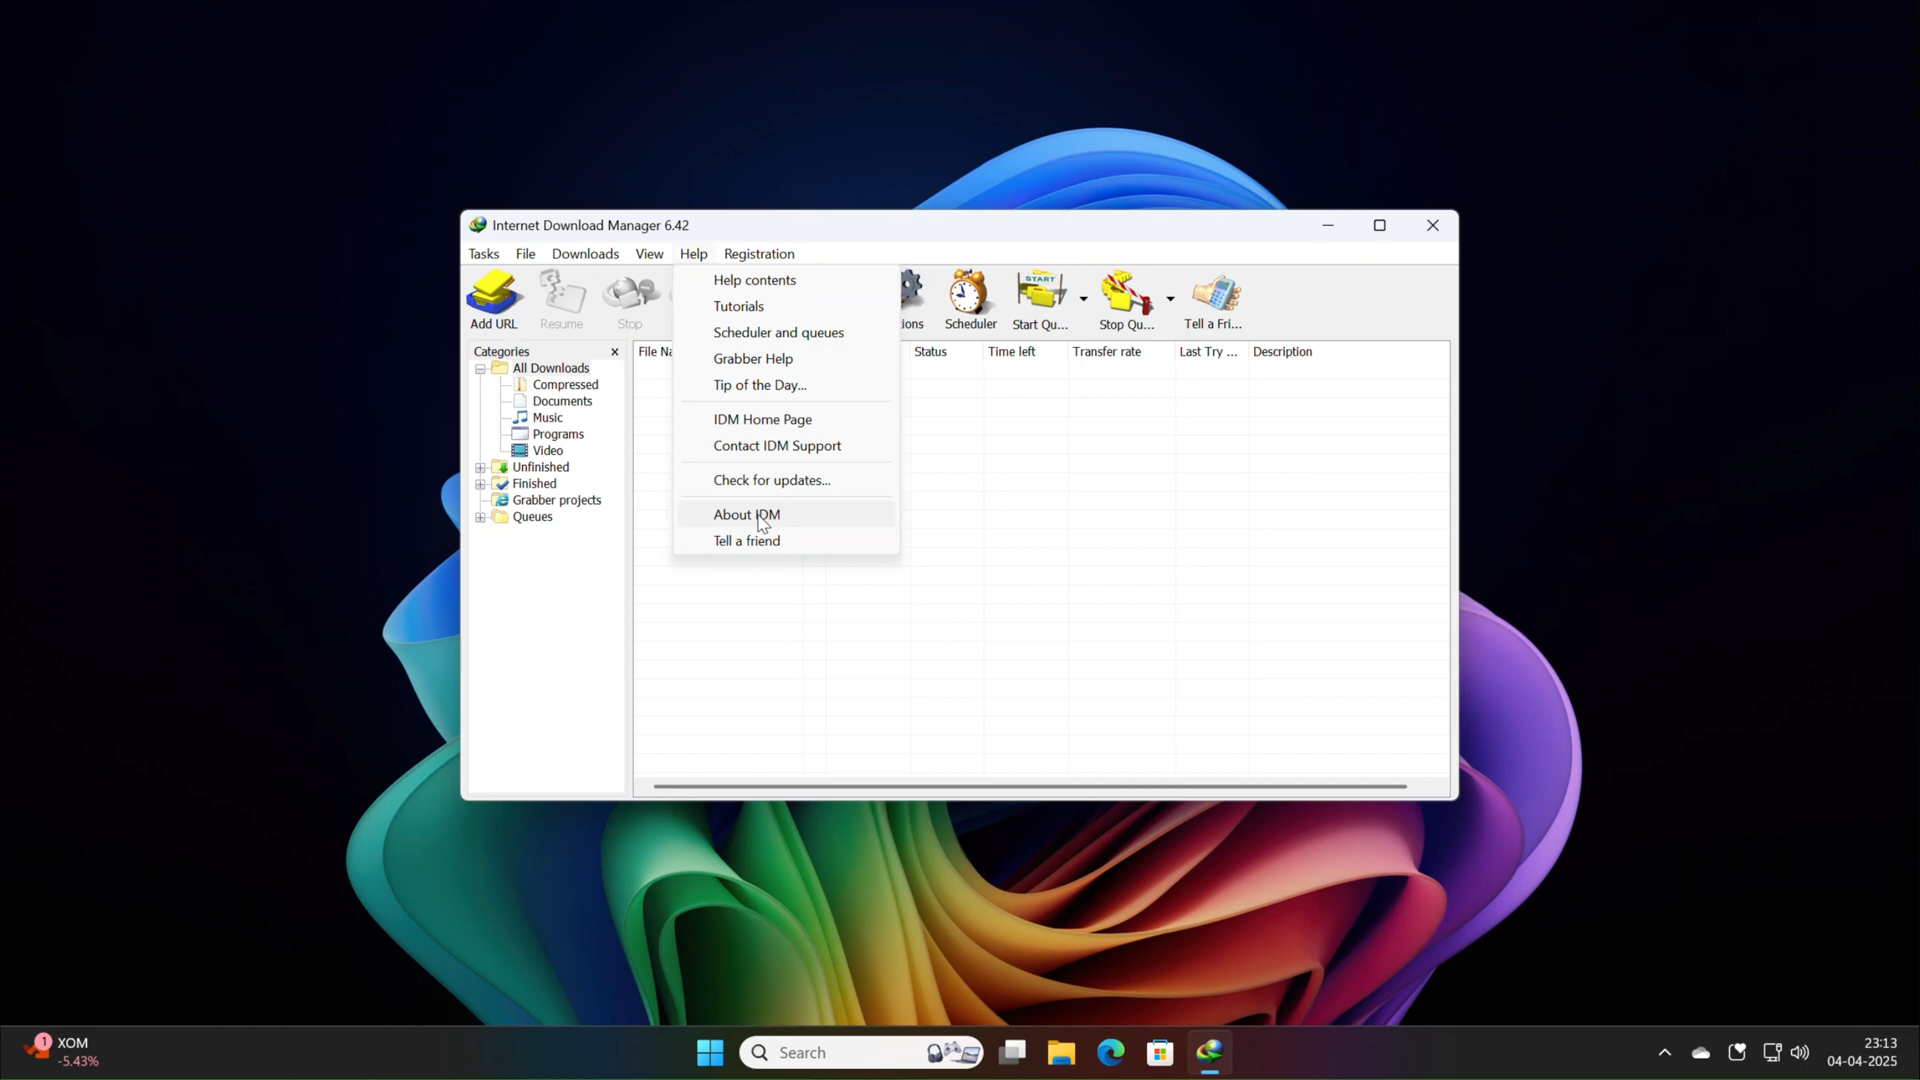 Internet Download Manager 6.42
Tasks File Downloads View Help Registration
Add URL
Resume
Stop
ions
Scheduler
Start Qu...
Stop Qu...
Tell a Fri...
START
Help contents
Tutorials
Scheduler and queues
Grabber Help
Tip of the Day...
IDM Home Page
Contact IDM Support
Check for updates...
About IDM
Tell a friend
Categories
All Downloads
Compressed
Documents
Music
Programs
Video
Unfinished
Finished
Grabber projects
Queues
File Na
Status Time left Transfer rate Last Try ... Description
1
XOM
-5.43%
Search
23:13
04-04-2025